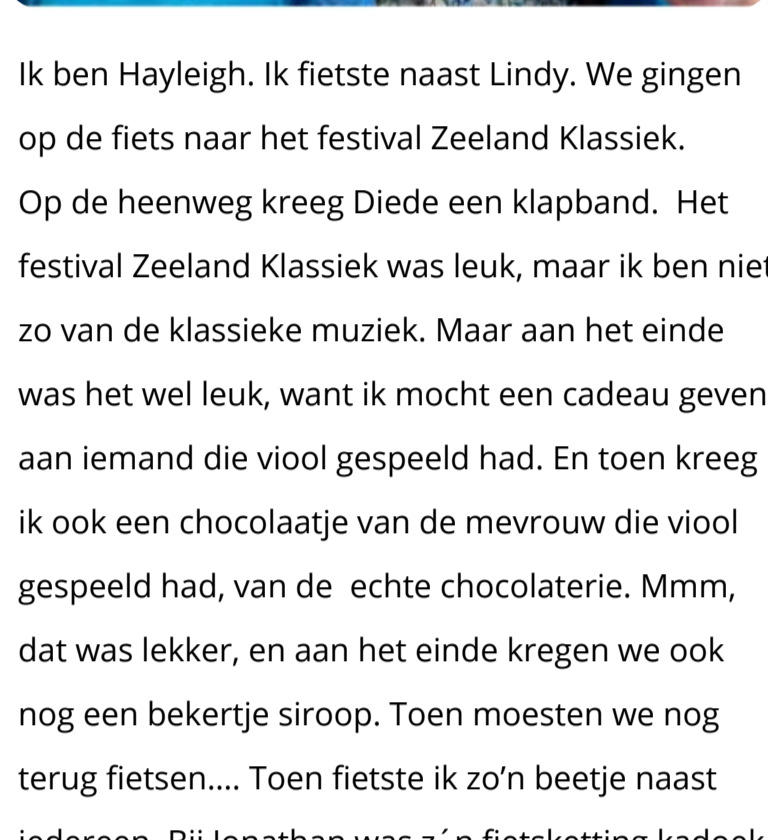 Ik ben Hayleigh. Ik fietste naast Lindy. We gingen
op de fiets naar het festival Zeeland Klassiek.
Op de heenweg kreeg Diede een klapband.  Het
festival Zeeland Klassiek was leuk, maar ik ben niet
zo van de klassieke muziek. Maar aan het einde
was het wel leuk, want ik mocht een cadeau geven
aan iemand die viool gespeeld had. En toen kreeg
ik ook een chocolaatje van de mevrouw die viool
gespeeld had, van de  echte chocolaterie. Mmm,
dat was lekker, en aan het einde kregen we ook
nog een bekertje siroop. Toen moesten we nog
terug fietsen.... Toen fietste ik zo’n beetje naast
iedereen. Bij Jonathan was z´n fietsketting